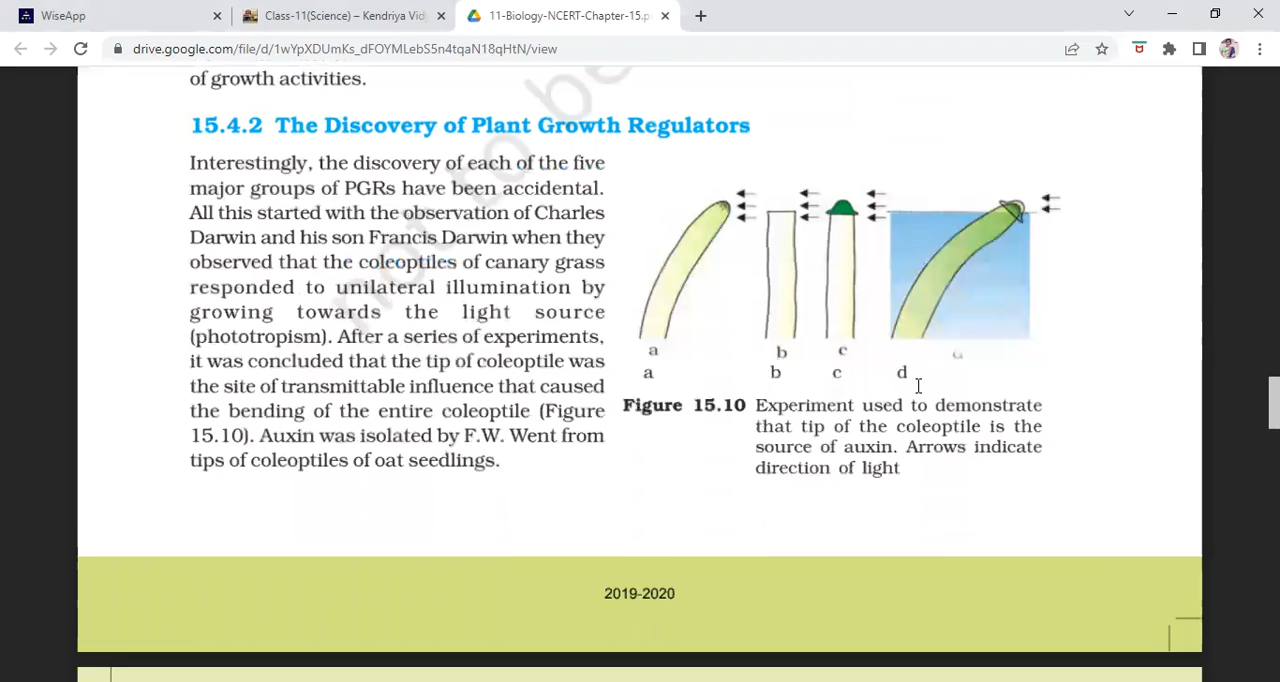 WiseApp
Class-11(Science) – Kendriya Vid
11-Biology-NCERT-Chapter-15.p
drive.google.com/file/d/1wYpXDUmKs_dFOYMLebS5n4tqaN18qHtN/view
of growth activities.
15.4.2 The Discovery of Plant Growth Regulators
Interestingly, the discovery of each of the five
major groups of PGRs have been accidental.
All this started with the observation of Charles
Darwin and his son Francis Darwin when they
observed that the coleoptiles of canary grass
responded to unilateral illumination by
growing towards the light source
(phototropism). After a series of experiments,
it was concluded that the tip of coleoptile was
the site of transmittable influence that caused
the bending of the entire coleoptile (Figure
15.10). Auxin was isolated by F.W. Went from
tips of coleoptiles of oat seedlings.
a b c
a b c d
Figure 15.10 Experiment used to demonstrate
that tip of the coleoptile is the
source of auxin. Arrows indicate
direction of light
not to be
2019-2020